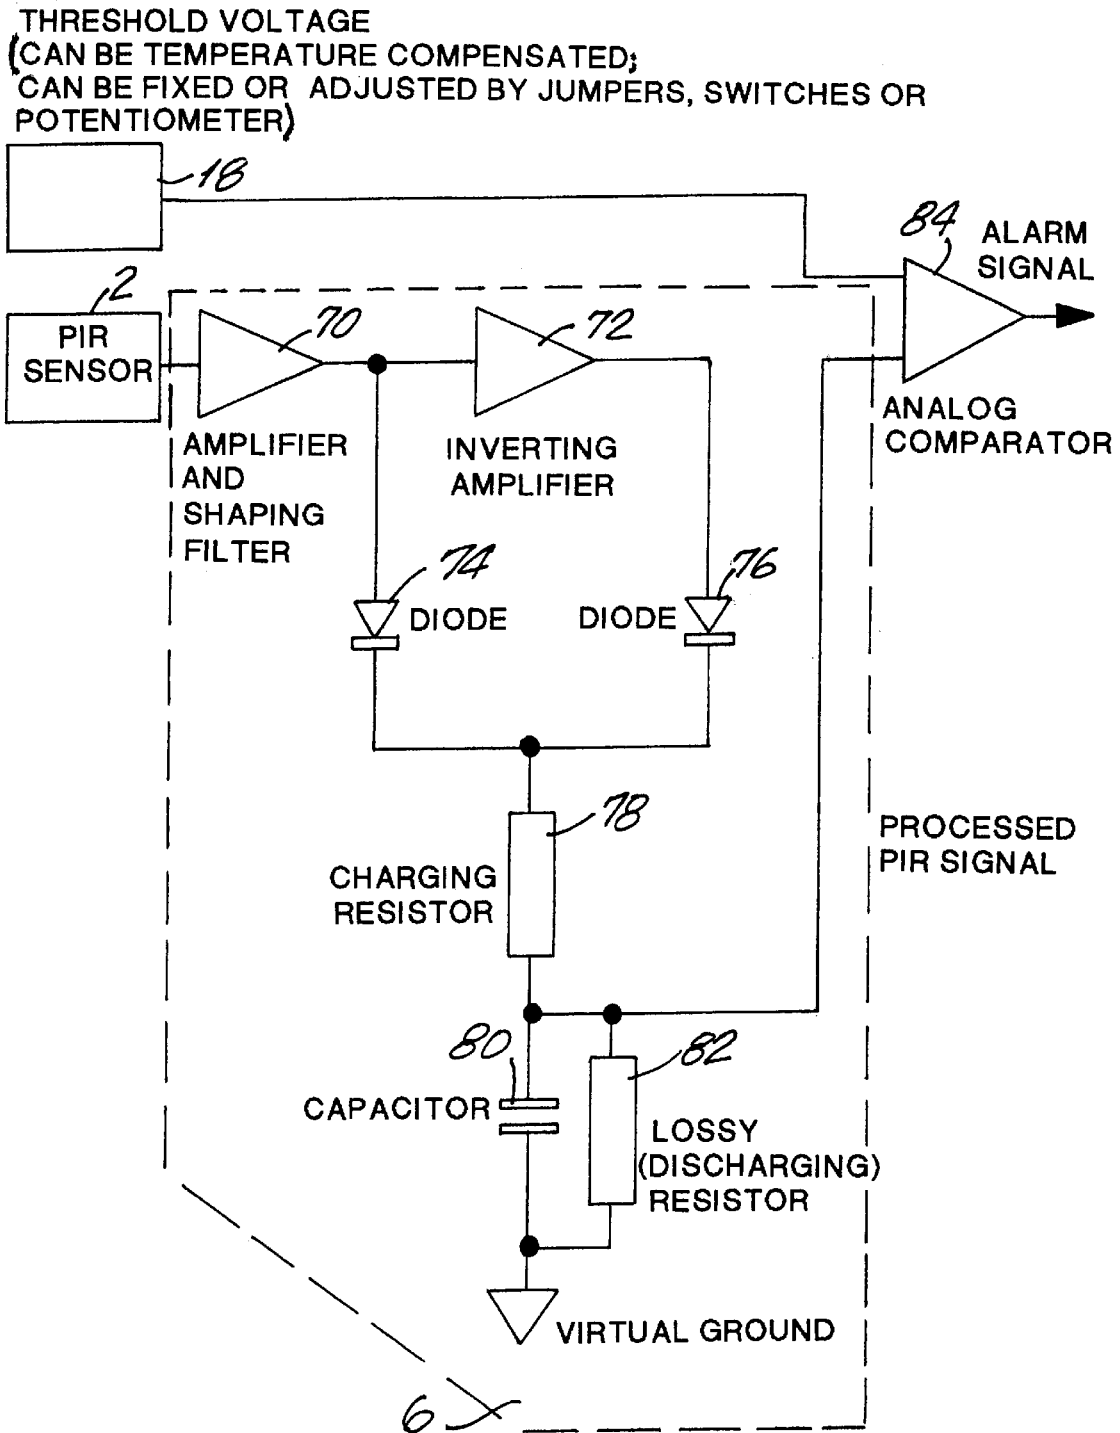 THRESHOLD VOLTAGE
(CAN BE TEMPERATURE COMPENSATED;
CAN BE FIXED OR ADJUSTED BY JUMPERS, SWITCHES OR
POTENTIOMETER)
18
84
ALARM
SIGNAL
2
PIR
SENSOR
70
72
AMPLIFIER
AND
SHAPING
FILTER
INVERTING
AMPLIFIER
ANALOG
COMPARATOR
74
DIODE
76
DIODE
78
CHARGING
RESISTOR
PROCESSED
PIR SIGNAL
80
CAPACITOR
82
LOSSY
(DISCHARGING)
RESISTOR
VIRTUAL GROUND
6